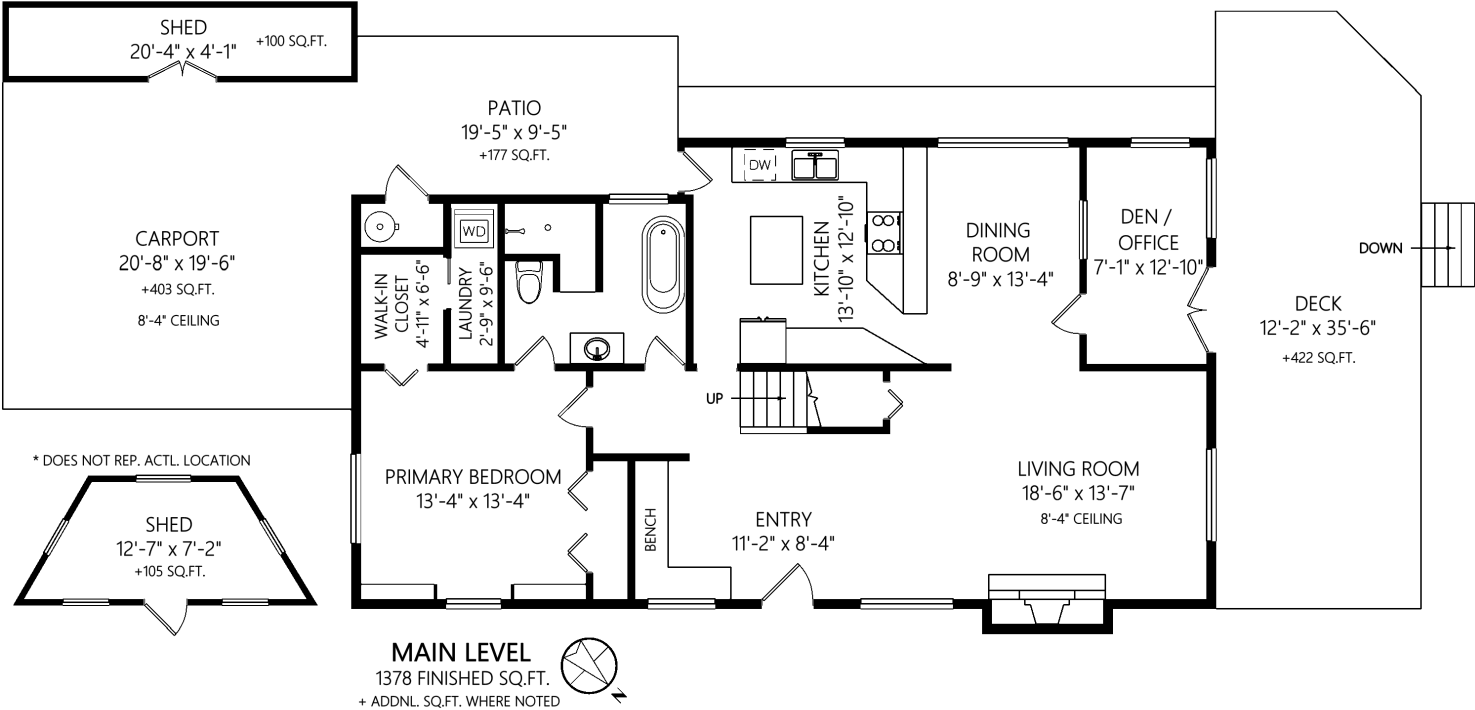 SHED
20'-4" x 4'-1"
+100 SQ.FT.
PATIO
19'-5" x 9'-5"
+177 SQ.FT.
CARPORT
20'-8" x 19'-6"
+403 SQ.FT.
8'-4" CEILING
WALK-IN
CLOSET
4'-11" x 6'-6"
WD
LAUNDRY
2'-9" x 9'-6"
DW
KITCHEN
13'-10" x 12'-10"
DINING
ROOM
8'-9" x 13'-4"
DEN /
OFFICE
7'-1" x 12'-10"
DOWN
DECK
12'-2" x 35'-6"
+422 SQ.FT.
UP
* DOES NOT REP. ACTL. LOCATION
SHED
12'-7" x 7'-2"
+105 SQ.FT.
PRIMARY BEDROOM
13'-4" x 13'-4"
BENCH
ENTRY
11'-2" x 8'-4"
LIVING ROOM
18'-6" x 13'-7"
8'-4" CEILING
MAIN LEVEL
1378 FINISHED SQ.FT.
+ ADDNL. SQ.FT. WHERE NOTED
N